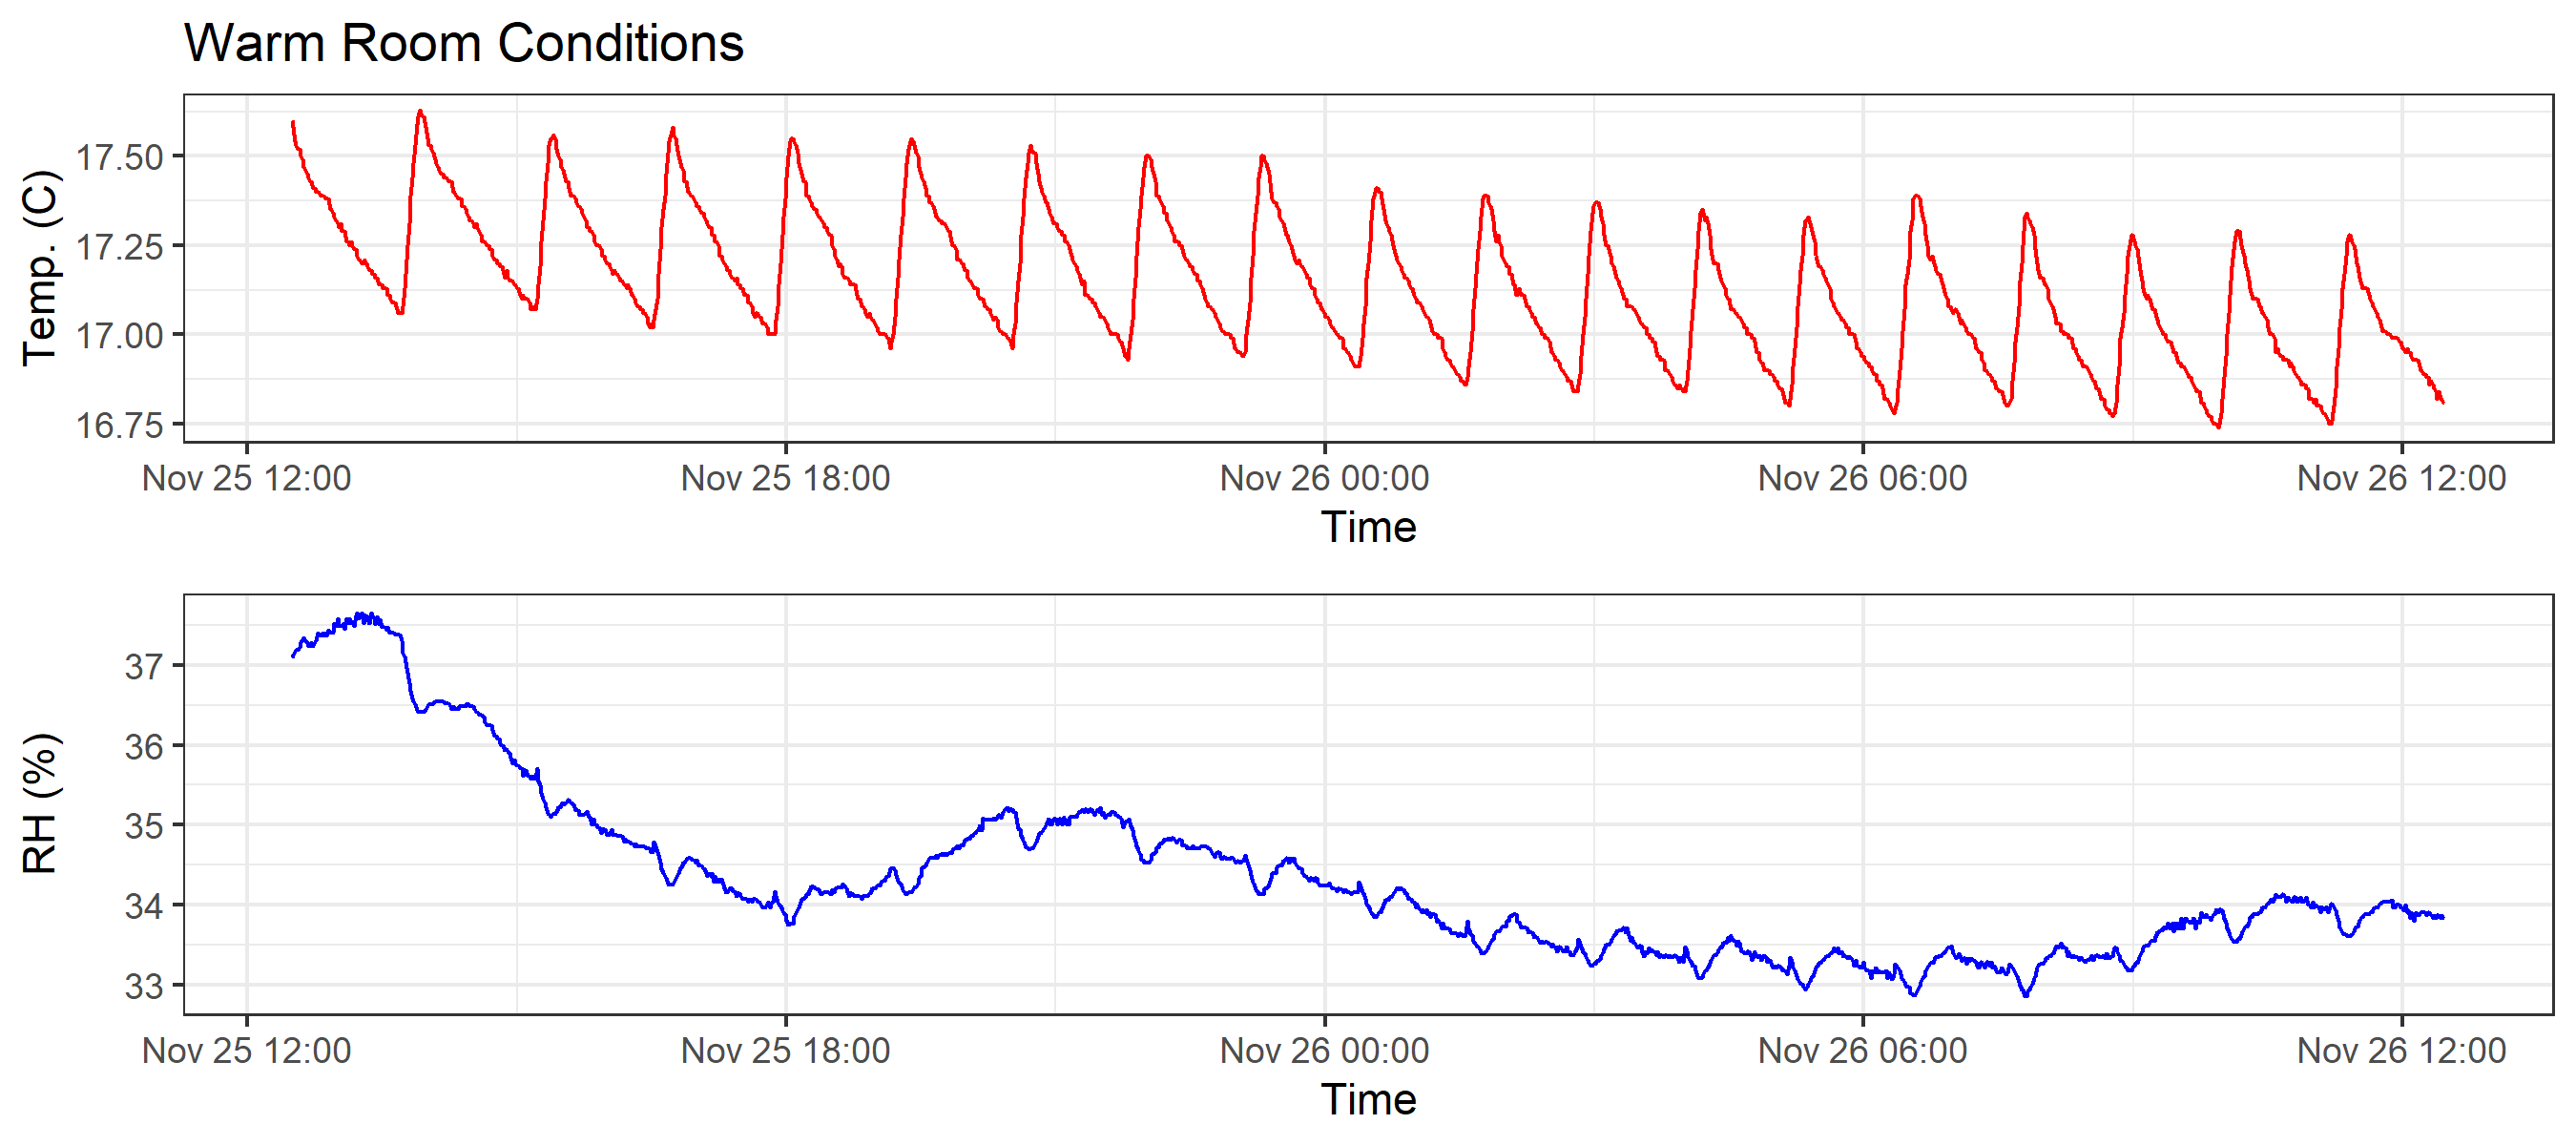 Warm Room Conditions
Temp. (C)
17.50
17.25
17.00
16.75
Nov 25 12:00 Nov 25 18:00 Nov 26 00:00 Nov 26 06:00 Nov 26 12:00
Time
RH (%)
37
36
35
34
33
Nov 25 12:00 Nov 25 18:00 Nov 26 00:00 Nov 26 06:00 Nov 26 12:00
Time